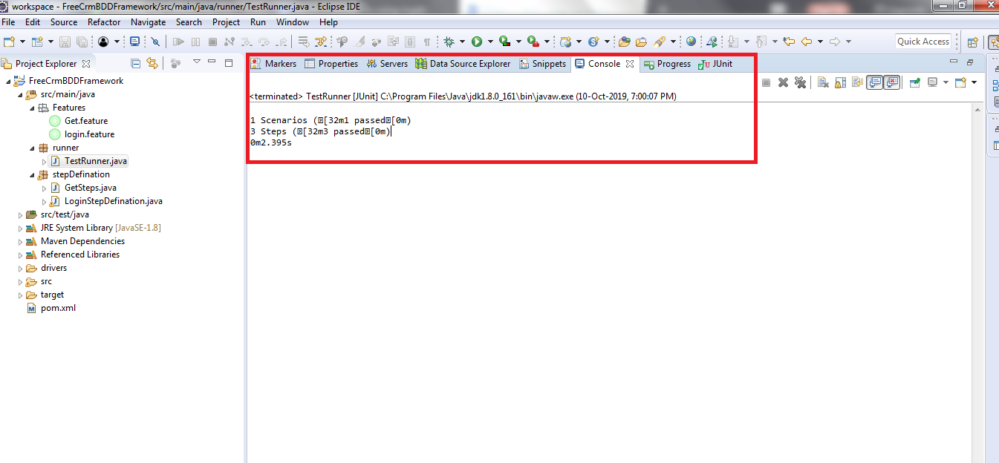 workspace - FreeCrmBDDFramework/src/main/java/runner/TestRunner.java - Eclipse IDE
File Edit Source Refactor Navigate Search Project Run Window Help
Quick Access
Project Explorer
Markers Properties Servers Data Source Explorer Snippets Console Progress JUnit
<terminated> TestRunner [JUnit] C:\Program Files\Java\jdk1.8.0_161\bin\javaw.exe (10-Oct-2019, 7:00:07 PM)
1 Scenarios (�[32m1 passed�[0m)
3 Steps (�[32m3 passed�[0m)
0m2.395s
FreeCrmBDDFramework
src/main/java
Features
Get.feature
login.feature
runner
TestRunner.java
stepDefination
GetSteps.java
LoginStepDefination.java
src/test/java
JRE System Library [JavaSE-1.8]
Maven Dependencies
Referenced Libraries
drivers
src
target
pom.xml